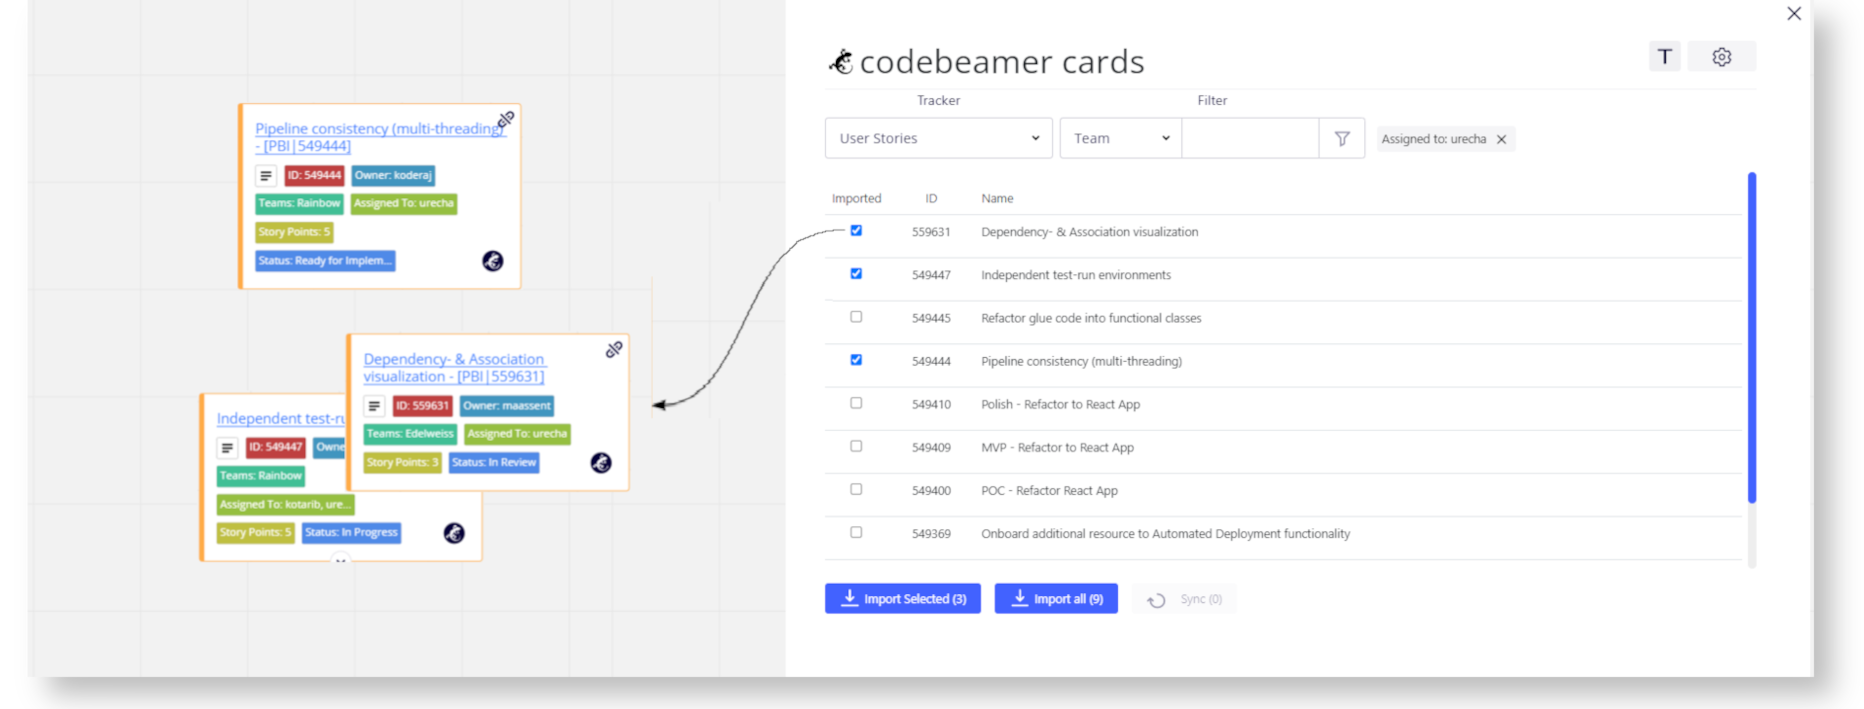 Pipeline consistency (multi-threading)
- [PBI|549444]
ID: 549444 Owner: koderaj
Teams: Rainbow Assigned To: urecha
Story Points: 5
Status: Ready for Implem...
Dependency- & Association
visualization - [PBI|559631]
ID: 559631 Owner: maassent
Teams: Edelweiss Assigned To: urecha
Story Points: 3 Status: In Review
Independent test-ru
ID: 549447 Owne
Teams: Rainbow
Assigned To: kotarib, ure...
Story Points: 5 Status: In Progress
codebeamer cards
T
Tracker Filter
User Stories Team Assigned to: urecha
Imported ID Name
559631 Dependency- & Association visualization
549447 Independent test-run environments
549445 Refactor glue code into functional classes
549444 Pipeline consistency (multi-threading)
549410 Polish - Refactor to React App
549409 MVP - Refactor to React App
549400 POC - Refactor React App
549369 Onboard additional resource to Automated Deployment functionality
Import Selected (3) Import all (9) Sync (0)